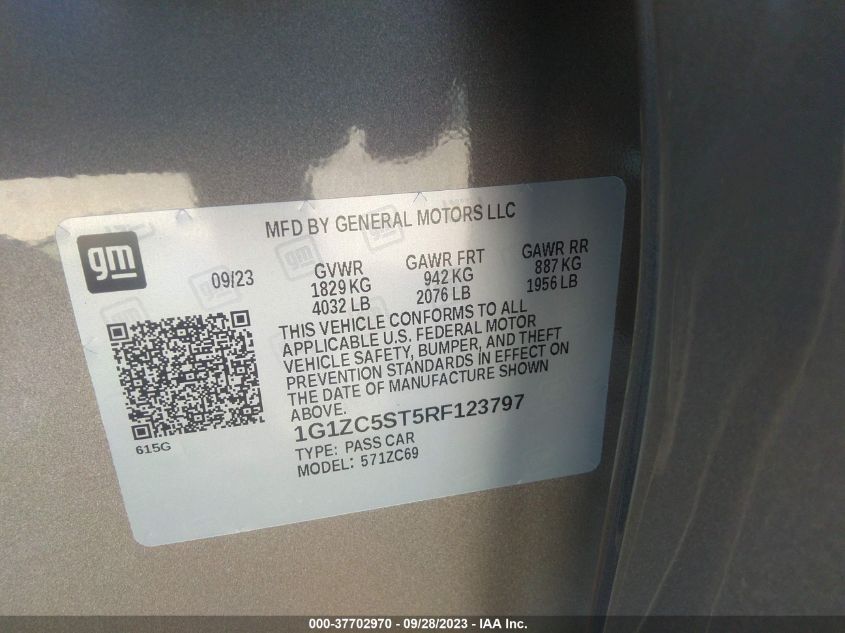 MFD BY GENERAL MOTORS LLC
gm
09/23
GVWR GAWR FRT GAWR RR
1829 KG 942 KG 887 KG
4032 LB 2076 LB 1956 LB
THIS VEHICLE CONFORMS TO ALL
APPLICABLE U.S. FEDERAL MOTOR
VEHICLE SAFETY, BUMPER, AND THEFT
PREVENTION STANDARDS IN EFFECT ON
THE DATE OF MANUFACTURE SHOWN
ABOVE.
1G1ZC5ST5RF123797
TYPE: PASS CAR
MODEL: 571ZC69
615G
000-37702970 - 09/28/2023 - IAA Inc.